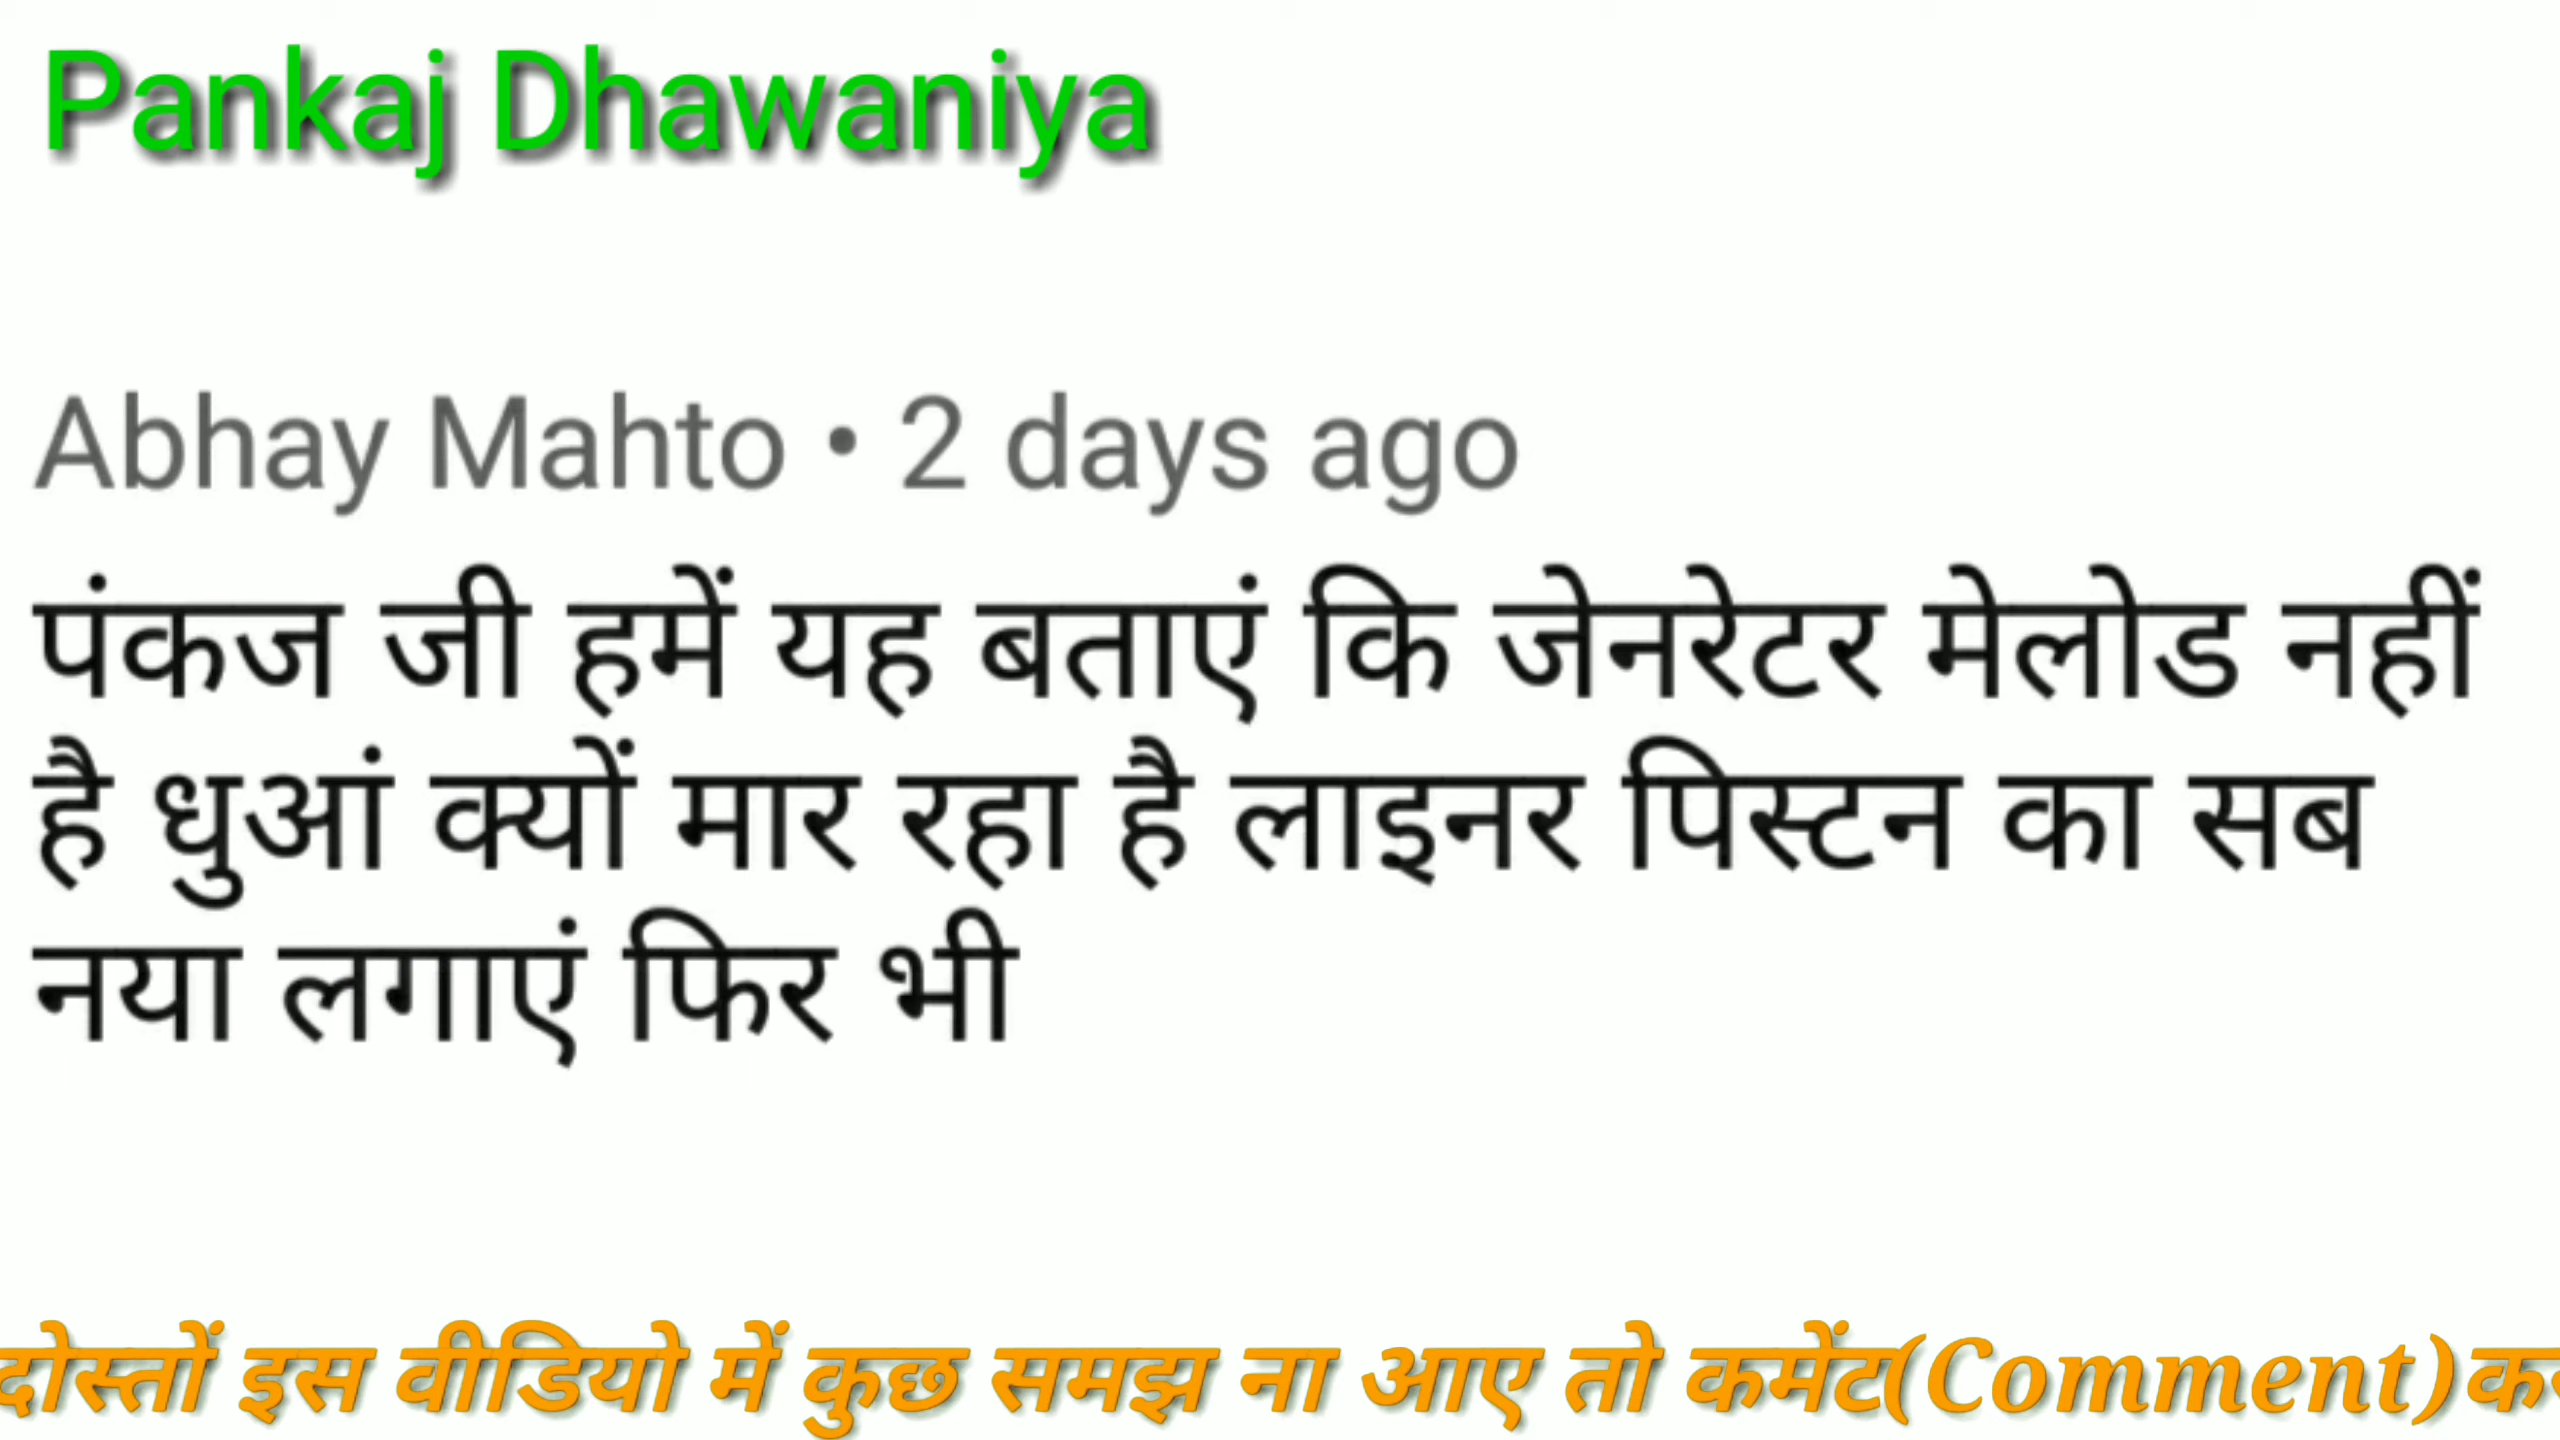 Pankaj Dhawaniya
Abhay Mahto • 2 days ago
पंकज जी हमें यह बताएं कि जेनरेटर मेलोड नहीं
है धुआं क्यों मार रहा है लाइनर पिस्टन का सब
नया लगाएं फिर भी
दोस्तों इस वीडियो में कुछ समझ ना आए तो कमेंट(Comment)